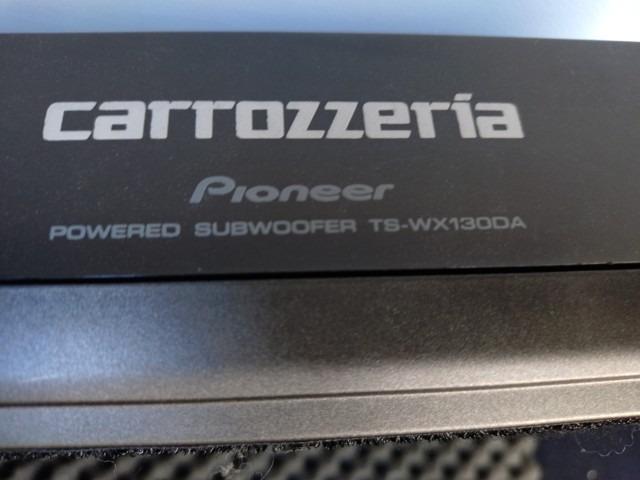 carrozzeria
Pioneer
POWERED SUBWOOFER TS-WX130DA